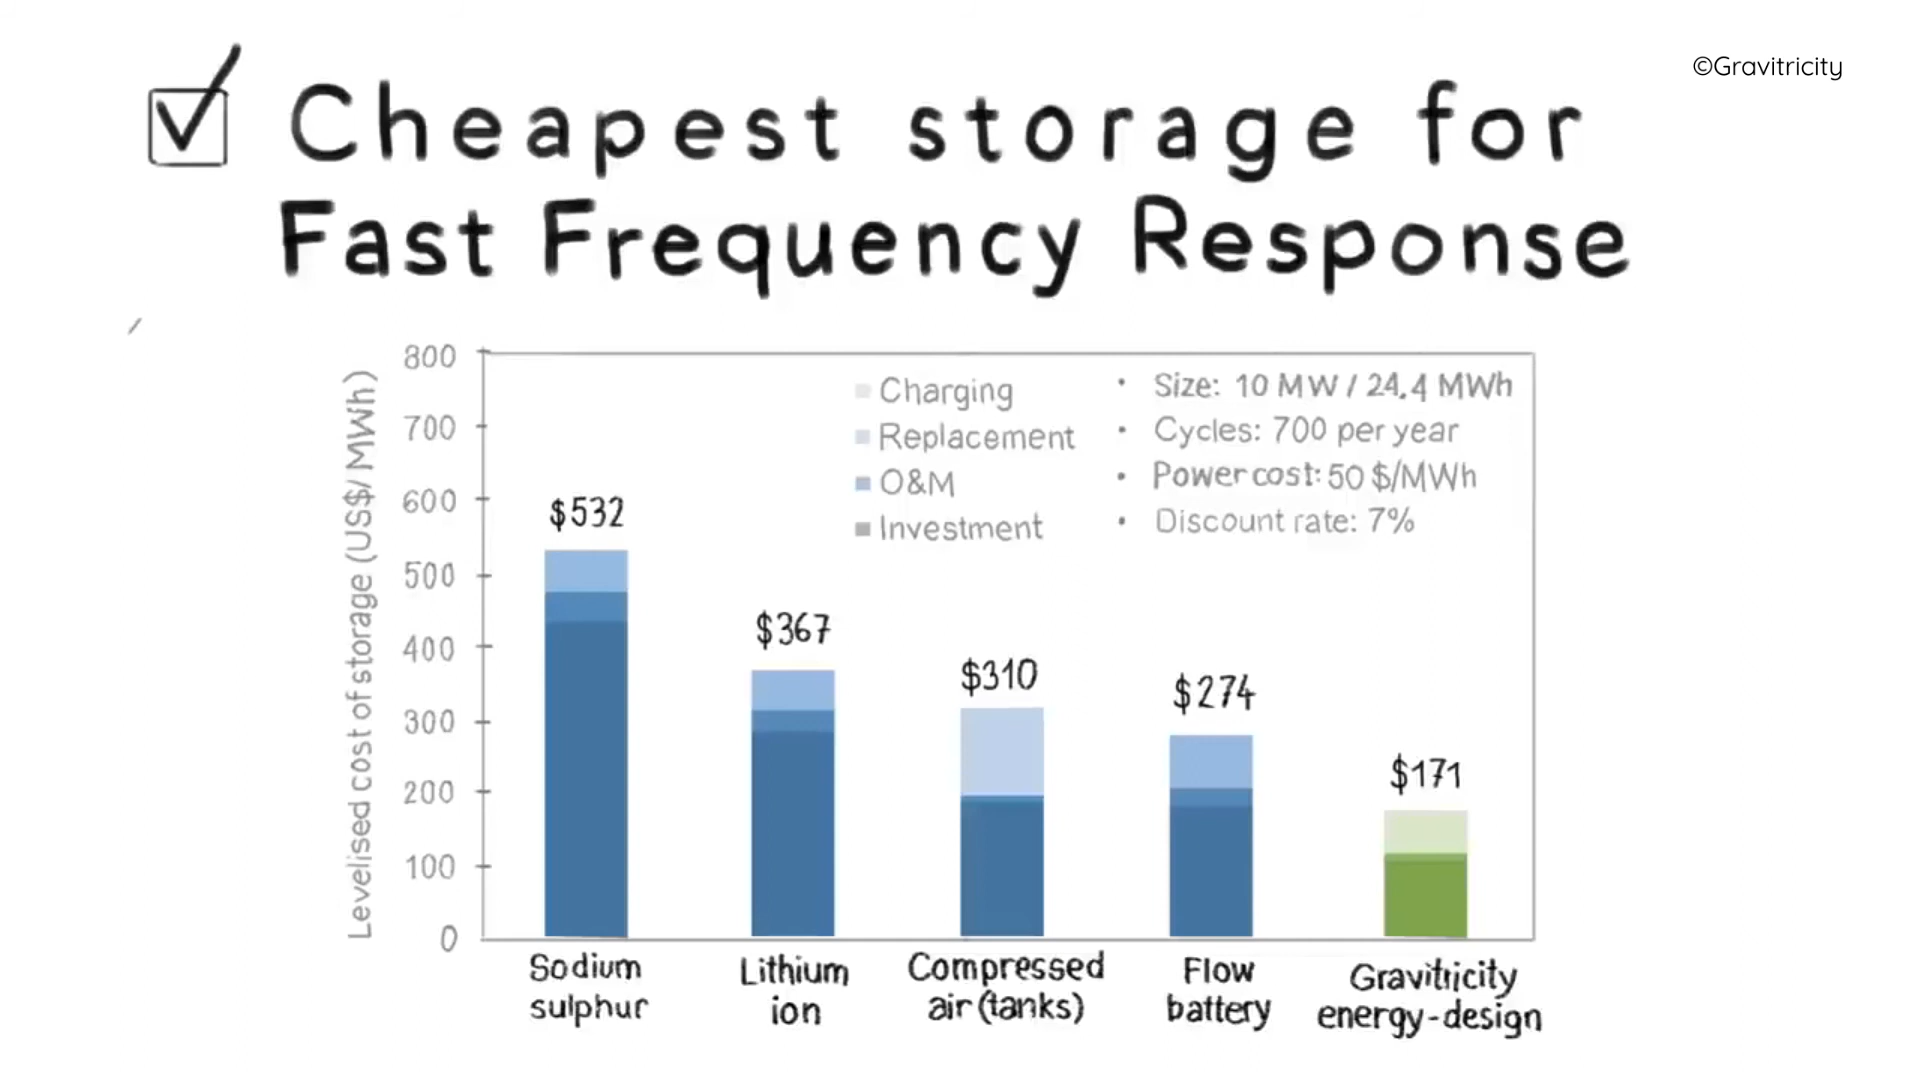 ©Gravitricity
Cheapest storage for
Fast Frequency Response
Levelised cost of storage (US$/MWh)
800
700
600
500
400
300
200
100
0
Charging
Replacement
O&M
Investment
• Size: 10 MW / 24.4 MWh
• Cycles: 700 per year
• Power cost: 50 $/MWh
• Discount rate: 7%
$532
$367
$310
$274
$171
Sodium
sulphur
Lithium
ion
Compressed
air (tanks)
Flow
battery
Gravitricity
energy-design